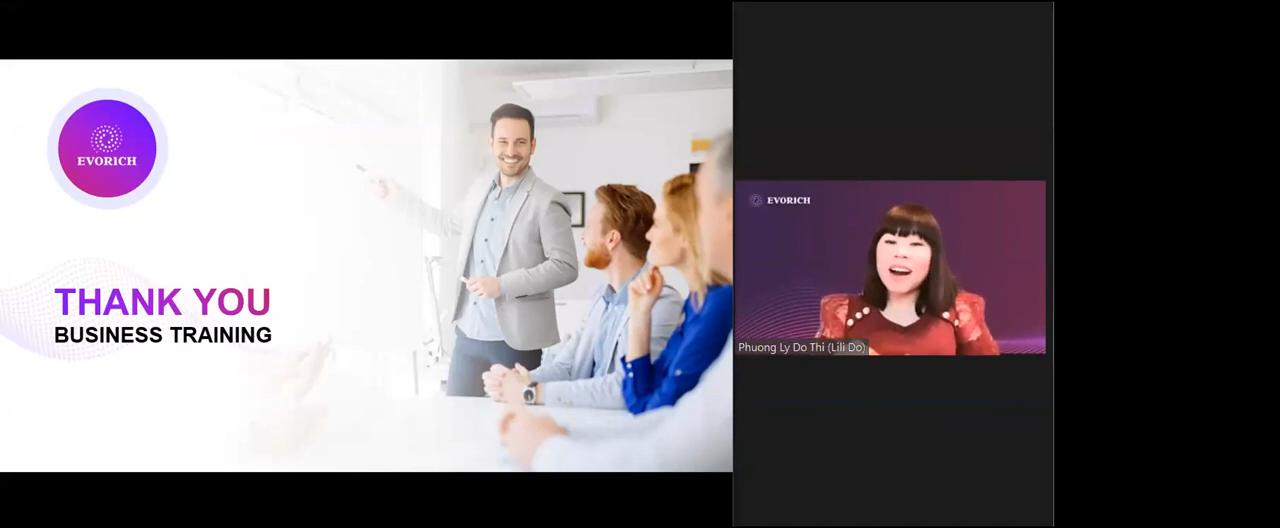 EVORICH
THANK YOU
BUSINESS TRAINING
EVORICH
Phuong Ly Do Thi (Lili Do)